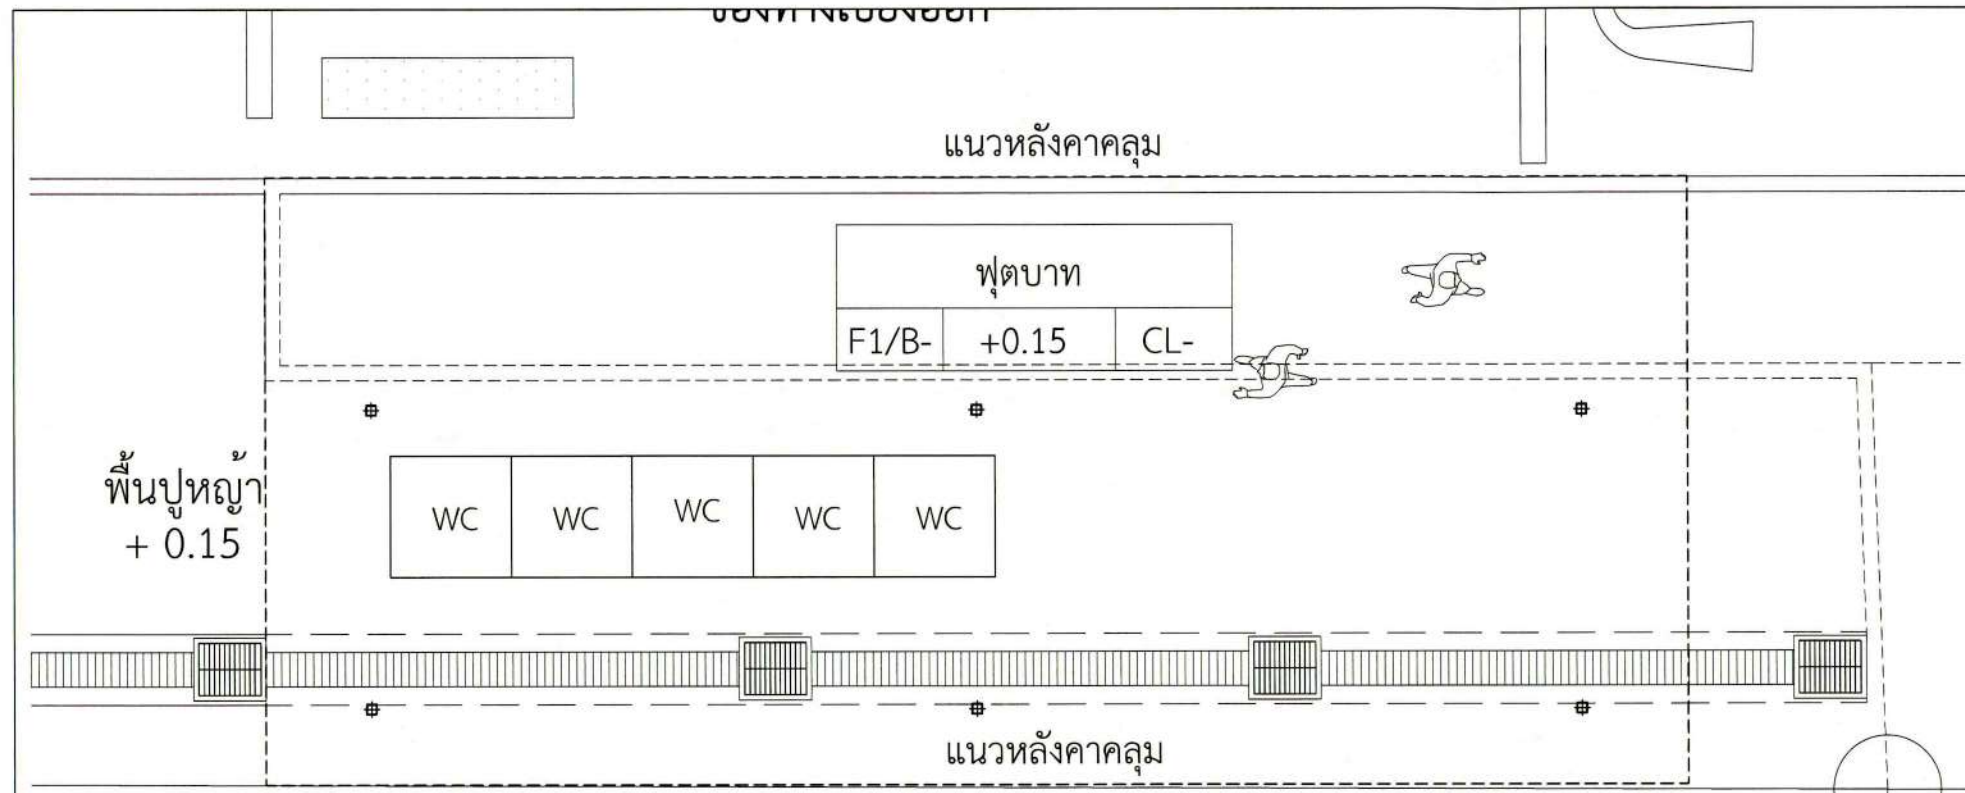 แนวหลังคาคลุม
ฟุตบาท
F1/B- +0.15 CL-
พื้นปูหญ้า
+ 0.15
WC WC WC WC WC
แนวหลังคาคลุม